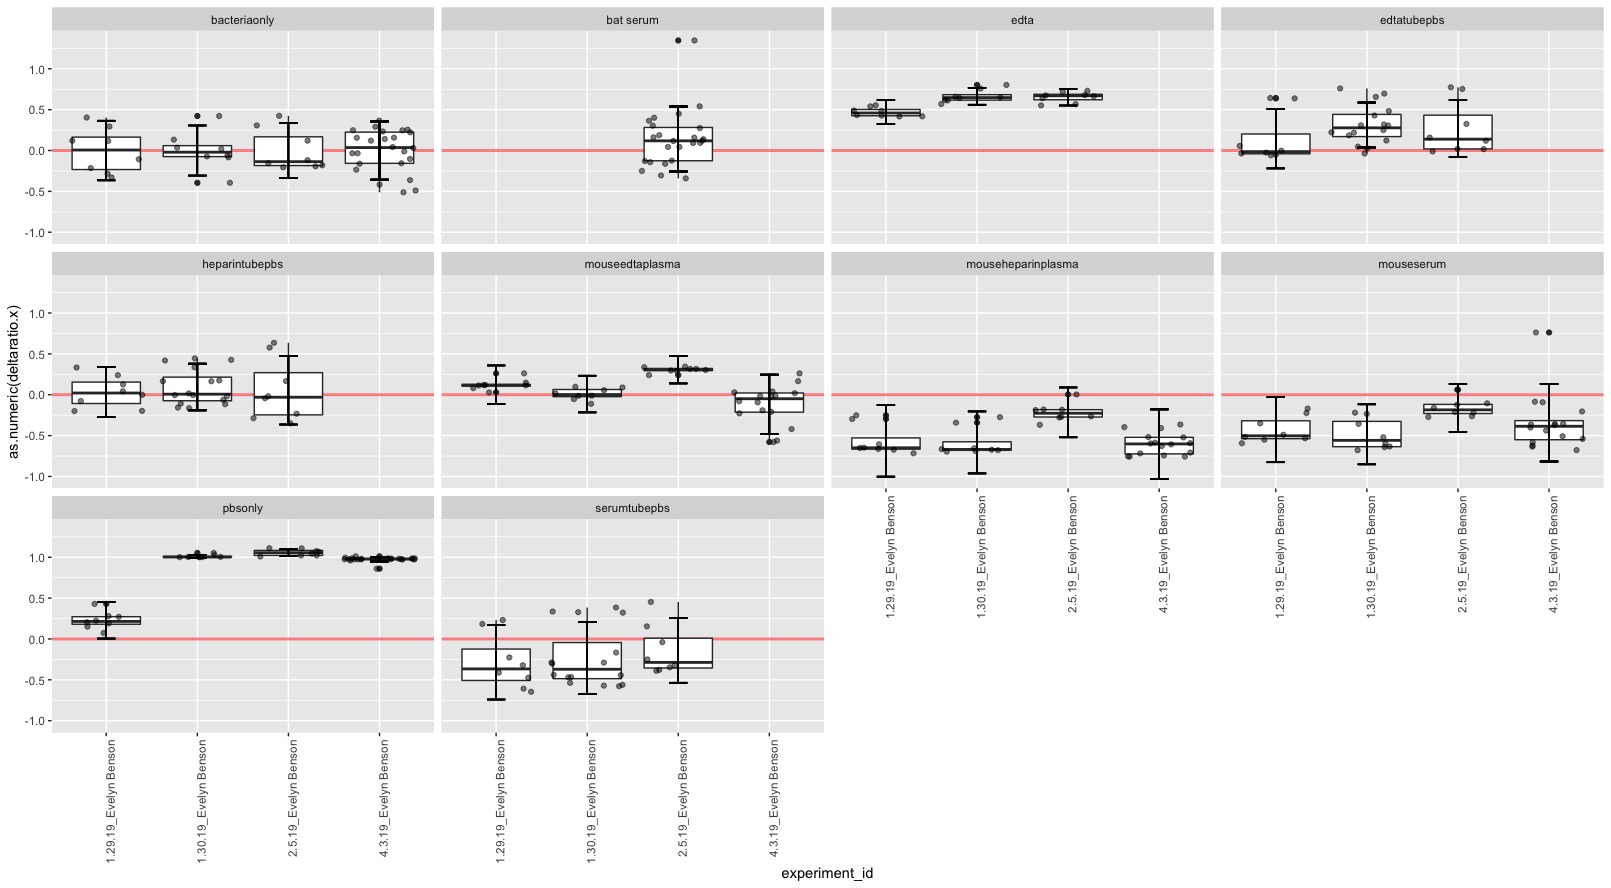 bacteriaonly
bat serum
edta
edtatubepbs
1.0
0.5
0.0
-0.5
-1.0
heparintubepbs
mouseedtaplasma
mouseheparinplasma
mouseserum
1.0
0.5
0.0
-0.5
-1.0
as.numeric(deltaratio.x)
pbsonly
serumtubepbs
1.0
0.5
0.0
-0.5
-1.0
1.29.19_Evelyn Benson
1.30.19_Evelyn Benson
2.5.19_Evelyn Benson
4.3.19_Evelyn Benson
1.29.19_Evelyn Benson
1.30.19_Evelyn Benson
2.5.19_Evelyn Benson
4.3.19_Evelyn Benson
1.29.19_Evelyn Benson
1.30.19_Evelyn Benson
2.5.19_Evelyn Benson
4.3.19_Evelyn Benson
1.29.19_Evelyn Benson
1.30.19_Evelyn Benson
2.5.19_Evelyn Benson
4.3.19_Evelyn Benson
experiment_id